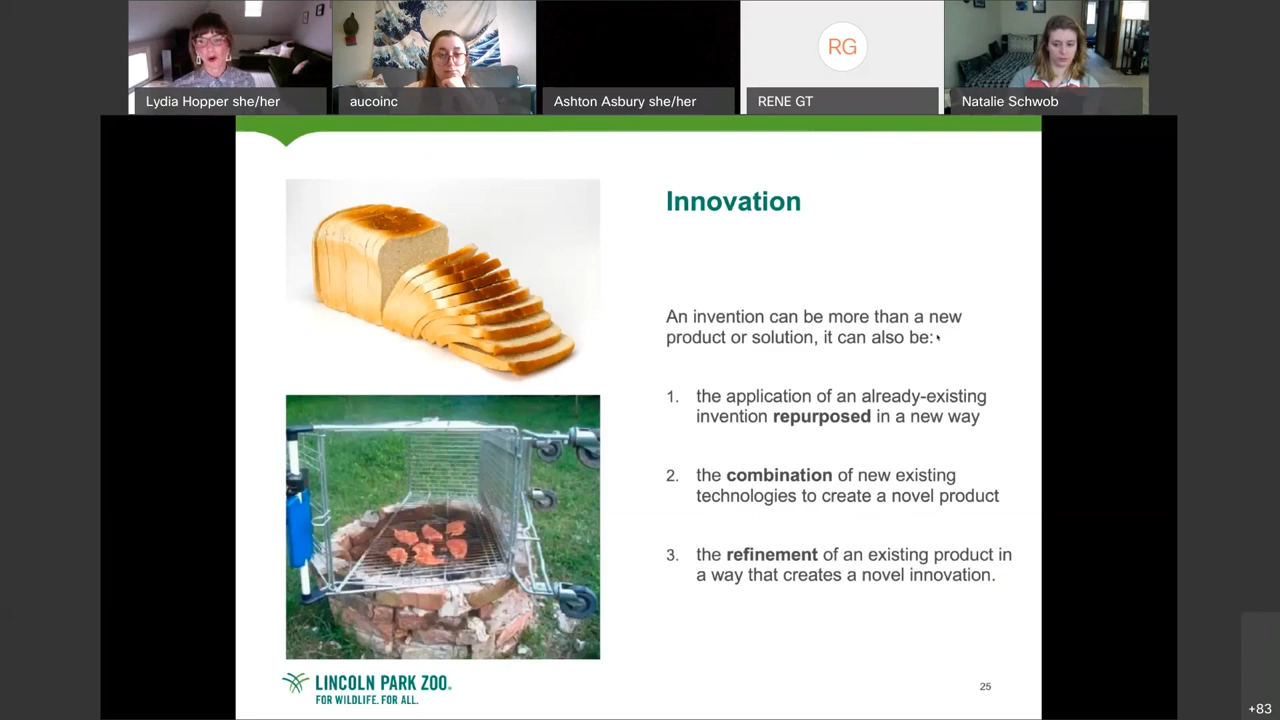 Lydia Hopper she/her
aucoinc
Ashton Asbury she/her
RG
RENE GT
Natalie Schwob
Innovation
An invention can be more than a new
product or solution, it can also be:
1. the application of an already-existing
invention repurposed in a new way
2. the combination of new existing
technologies to create a novel product
3. the refinement of an existing product in
a way that creates a novel innovation.
LINCOLN PARK ZOO.
FOR WILDLIFE. FOR ALL.
25
+83